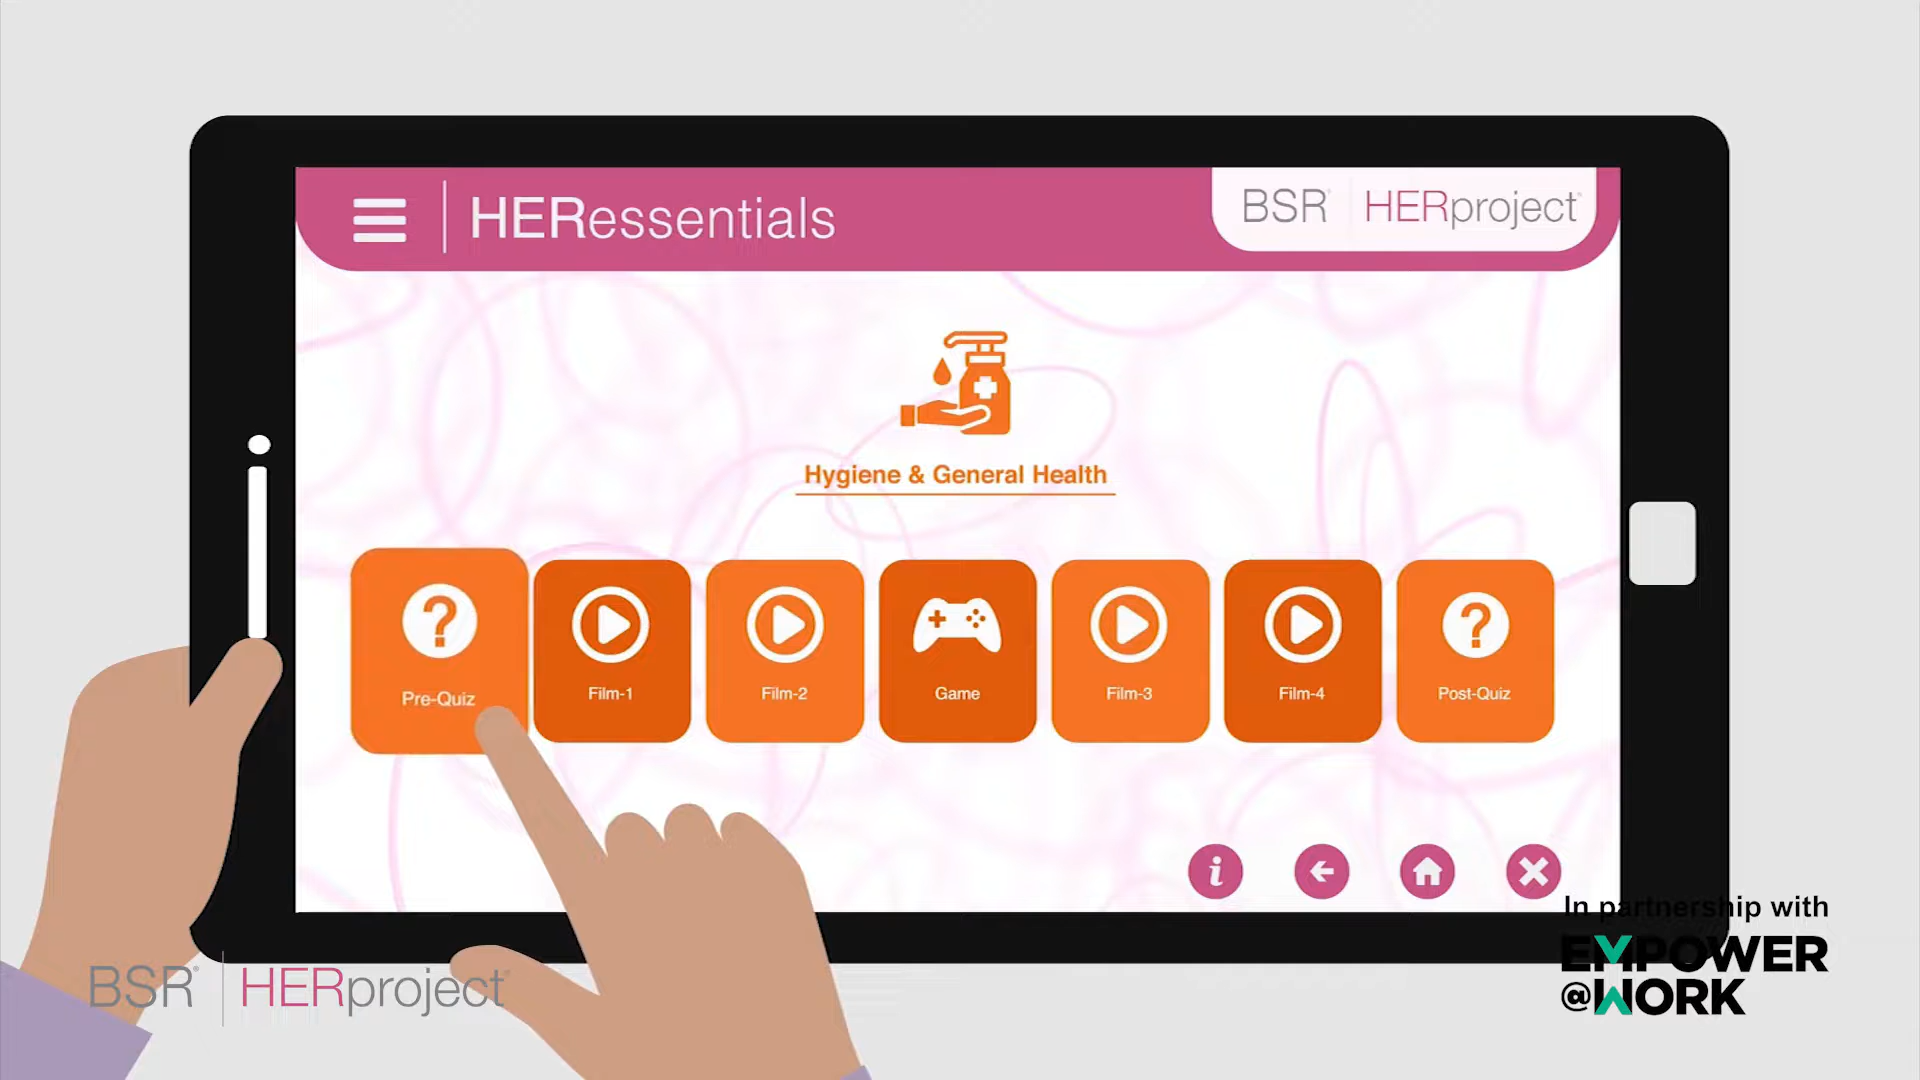 HERessentials
BSR® | HERproject®
Hygiene & General Health
Pre-Quiz
Film-1
Film-2
Game
Film-3
Film-4
Post-Quiz
In partnership with
EMPOWER
@WORK
BSR® | HERproject®